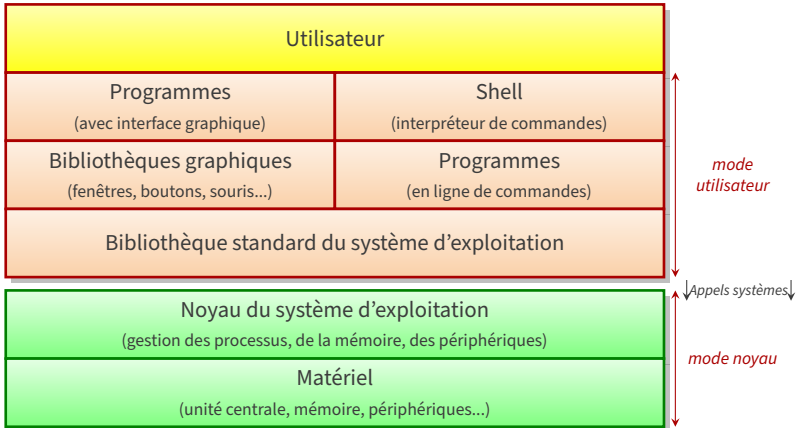 Utilisateur
Programmes
(avec interface graphique)
Shell
(interpréteur de commandes)
Bibliothèques graphiques
(fenêtres, boutons, souris...)
Programmes
(en ligne de commandes)
Bibliothèque standard du système d'exploitation
mode
utilisateur
Appels systèmes
Noyau du système d'exploitation
(gestion des processus, de la mémoire, des périphériques)
Matériel
(unité centrale, mémoire, périphériques...)
mode noyau